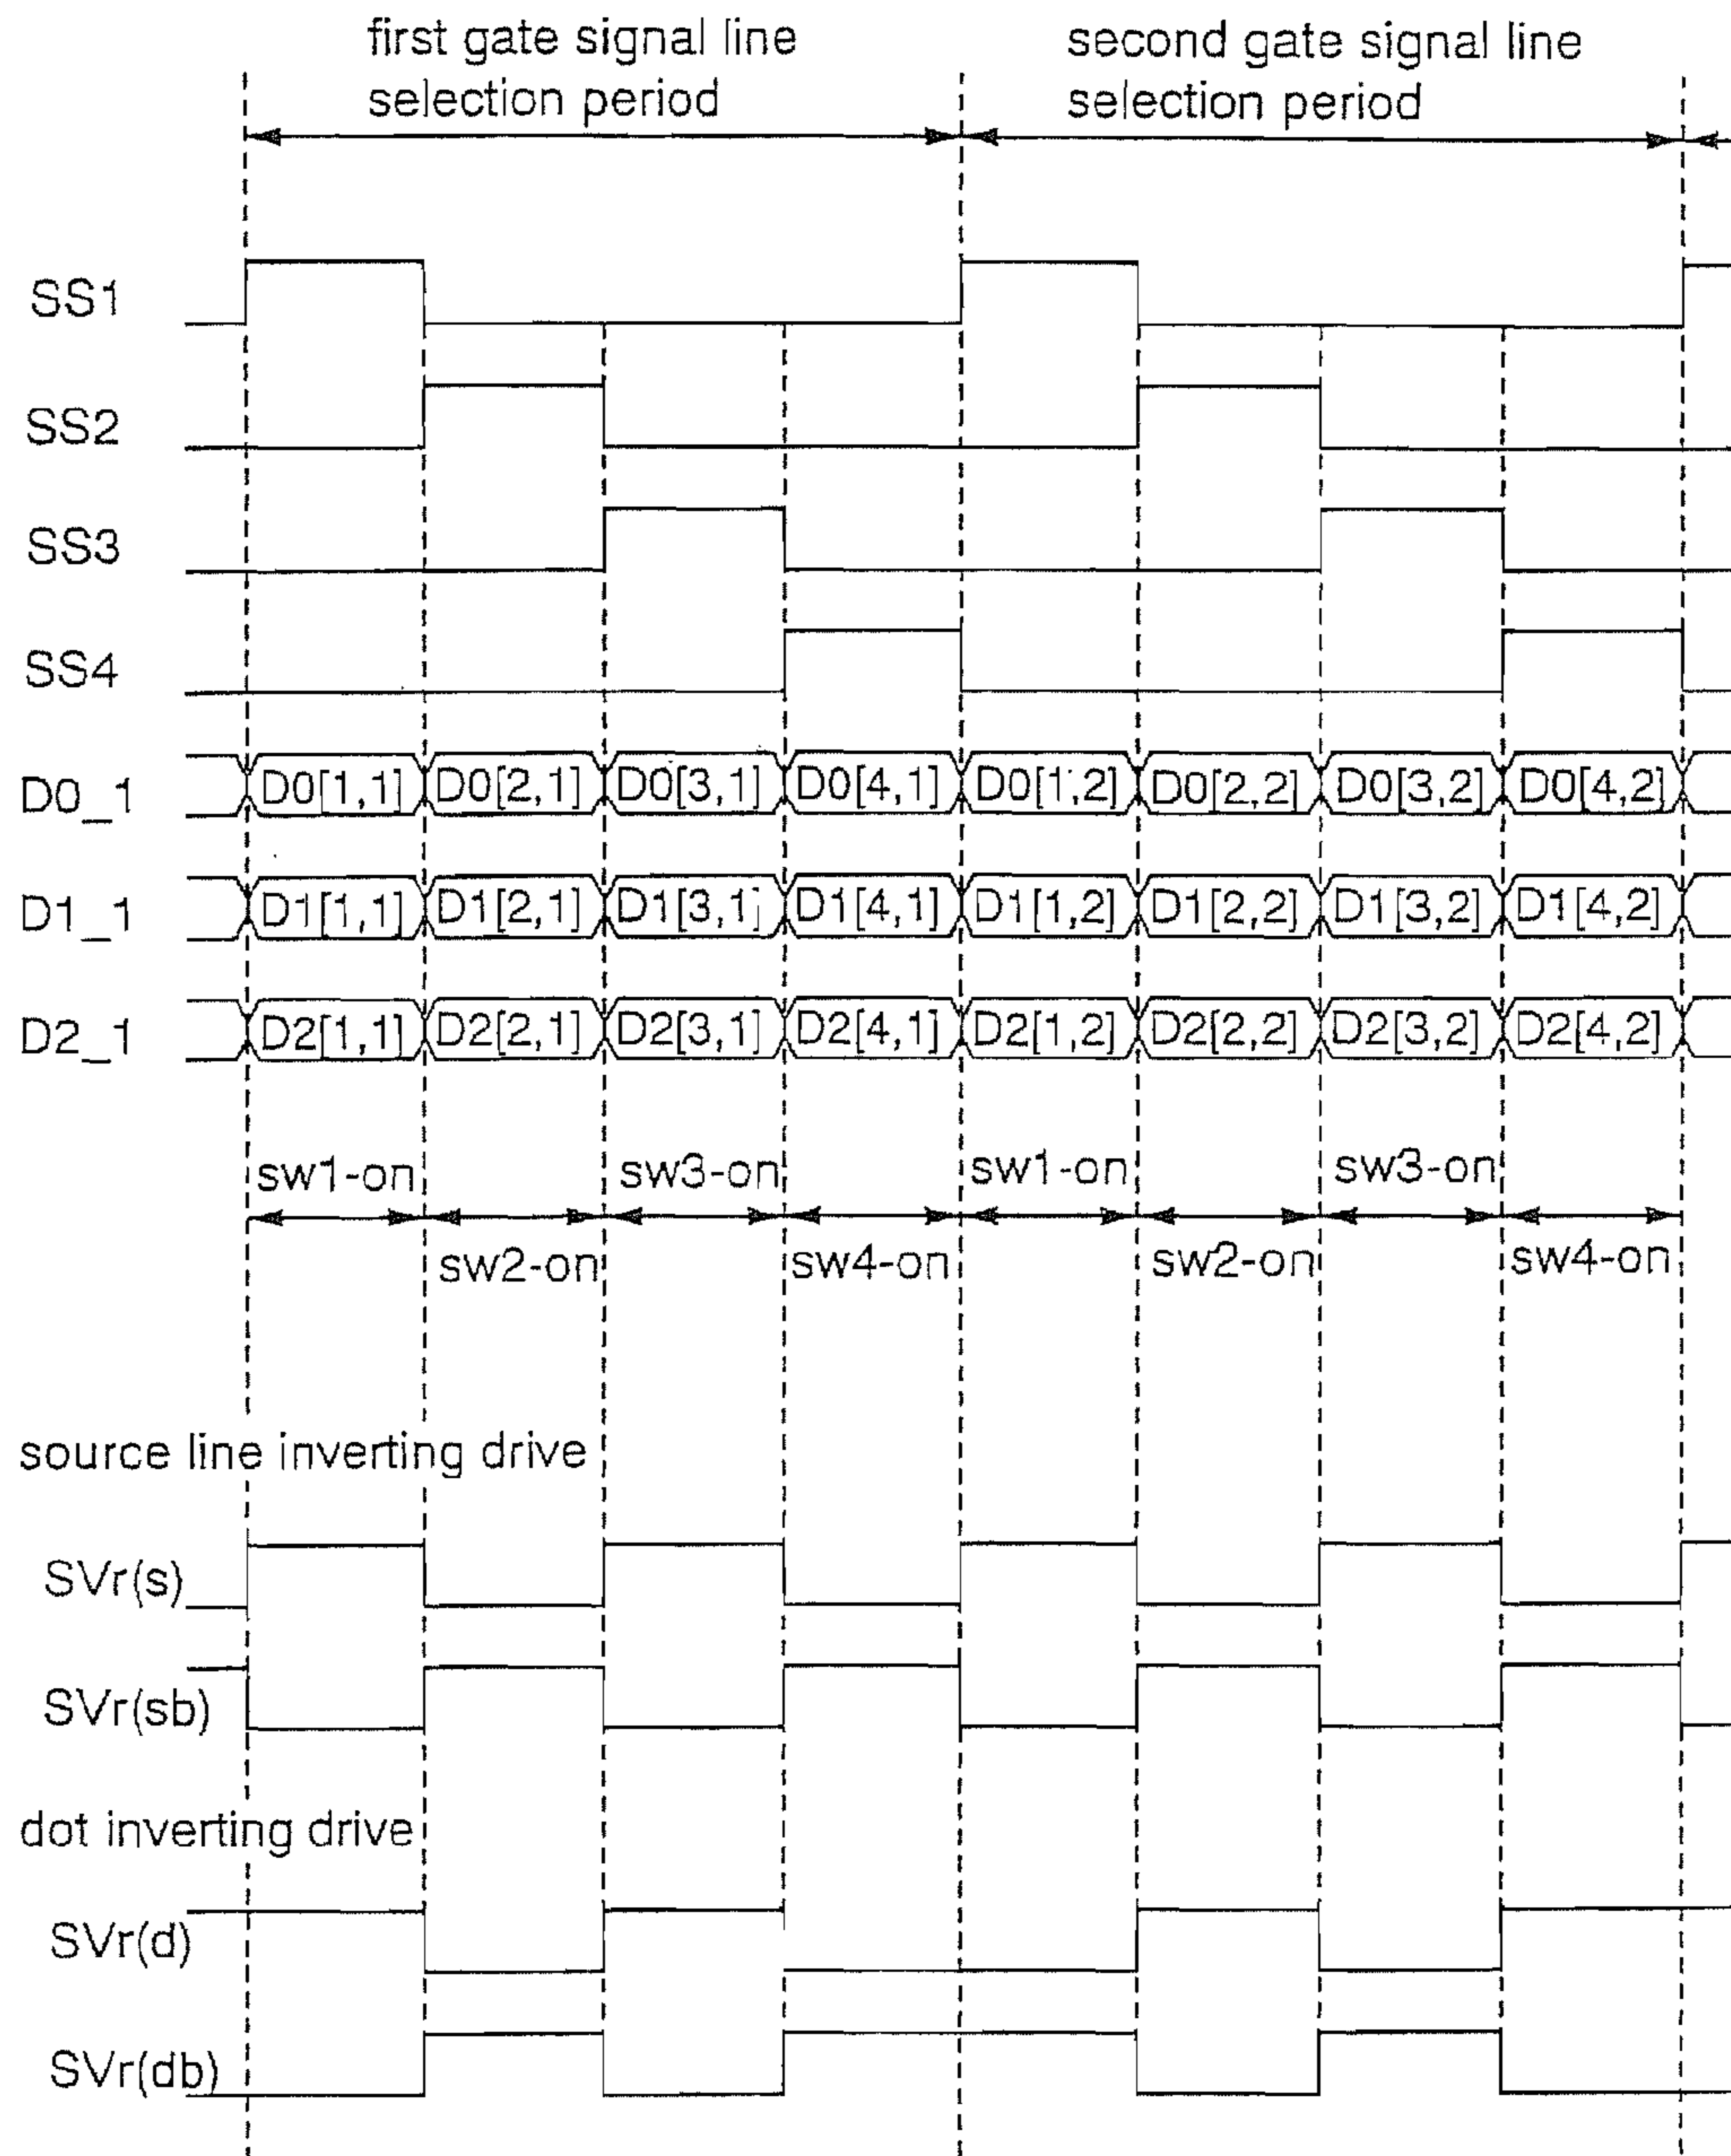 first gate signal line
selection period
second gate signal line
selection period
SS1
SS2
SS3
SS4
D0_1 D0[1,1] D0[2,1] D0[3,1] D0[4,1] D0[1,2] D0[2,2] D0[3,2] D0[4,2]
D1_1 D1[1,1] D1[2,1] D1[3,1] D1[4,1] D1[1,2] D1[2,2] D1[3,2] D1[4,2]
D2_1 D2[1,1] D2[2,1] D2[3,1] D2[4,1] D2[1,2] D2[2,2] D2[3,2] D2[4,2]
sw1-on sw3-on sw1-on sw3-on
sw2-on sw4-on sw2-on sw4-on
source line inverting drive
SVr(s)
SVr(sb)
dot inverting drive
SVr(d)
SVr(db)